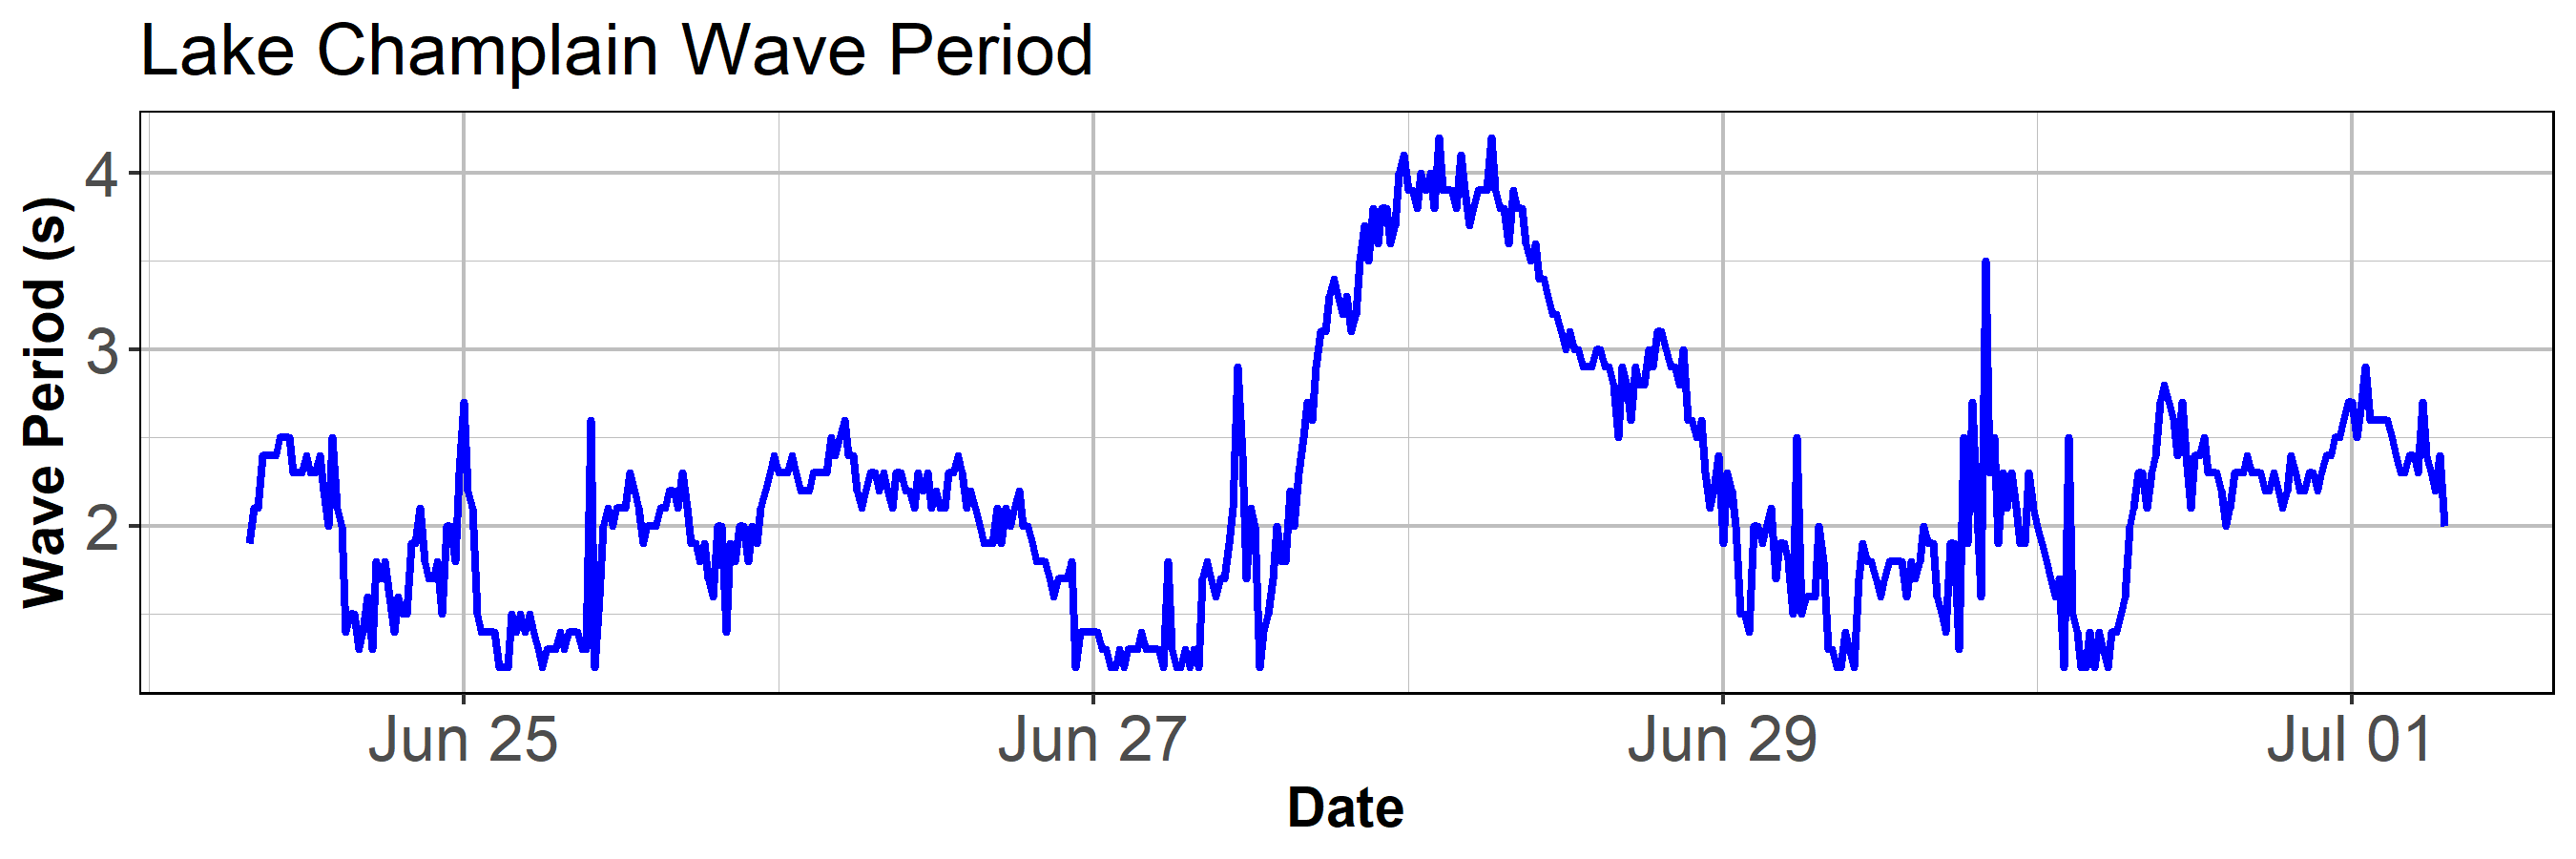 Lake Champlain Wave Period
Wave Period (s)
4
3
2
Jun 25 Jun 27 Jun 29 Jul 01
Date